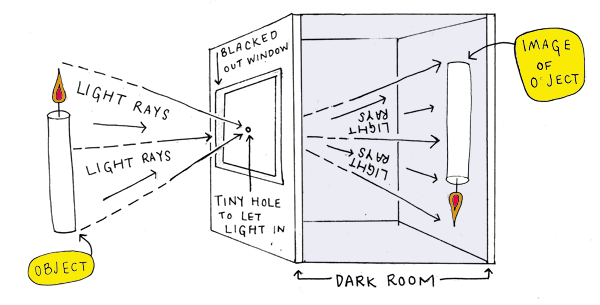 LIGHT RAYS
LIGHT RAYS
OBJECT
BLACKED
OUT WINDOW
TINY HOLE
TO LET
LIGHT IN
LIGHT
RAYS
LIGHT
RAYS
IMAGE
OF
O'JECT
DARK ROOM